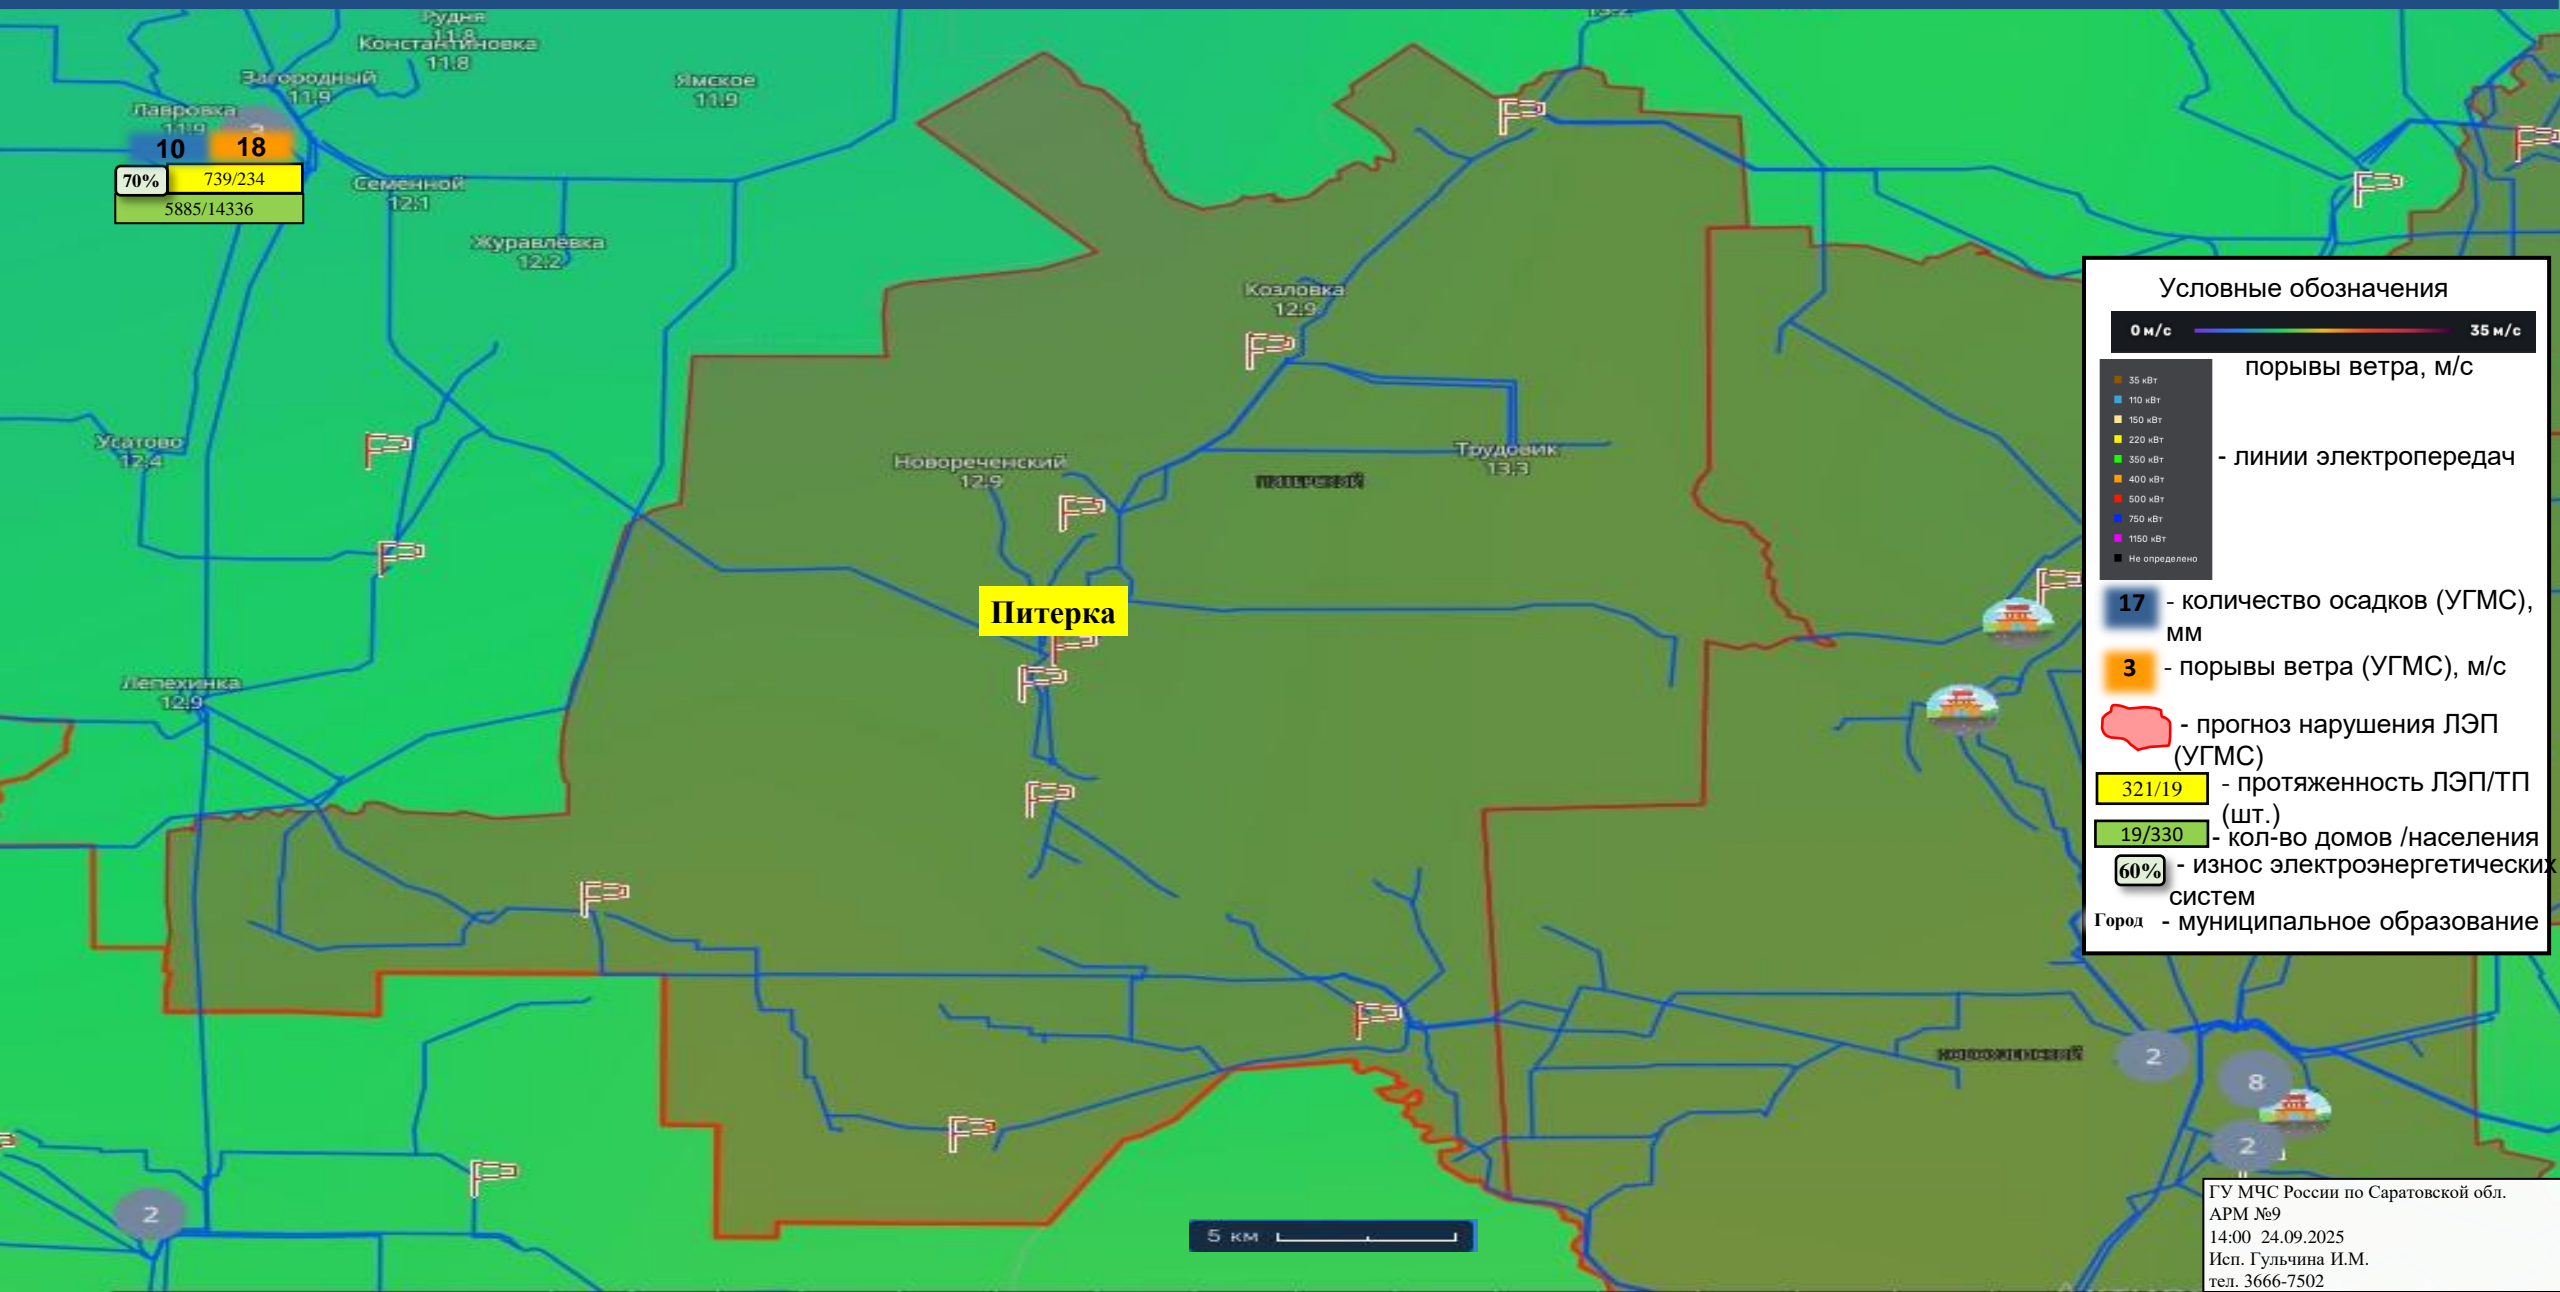 Рудня
11.8
Константиновка
11.8
Загородный
11.9
Ямское
11.9
Лавровка
11.9
10 18
70% 739/234
5885/14336
Семенной
12.1
Журавлёвка
12.2
Козловка
12.9
Усатово
12.4
Новореченский
12.9
Трудовик
13.3
Питерка
Лепехинка
12.9
Условные обозначения
0 м/с 35 м/с
порывы ветра, м/с
35 кВт
110 кВт
150 кВт
220 кВт
350 кВт
400 кВт
500 кВт
750 кВт
1150 кВт
Не определено
- линии электропередач
17 - количество осадков (УГМС),
мм
3 - порывы ветра (УГМС), м/с
- прогноз нарушения ЛЭП
(УГМС)
321/19 - протяженность ЛЭП/ТП
(шт.)
19/330 - кол-во домов /населения
60% - износ электроэнергетических
систем
Город - муниципальное образование
2
8
2
2
5 км
ГУ МЧС России по Саратовской обл.
АРМ №9
14:00 24.09.2025
Исп. Гульчина И.М.
тел. 3666-7502